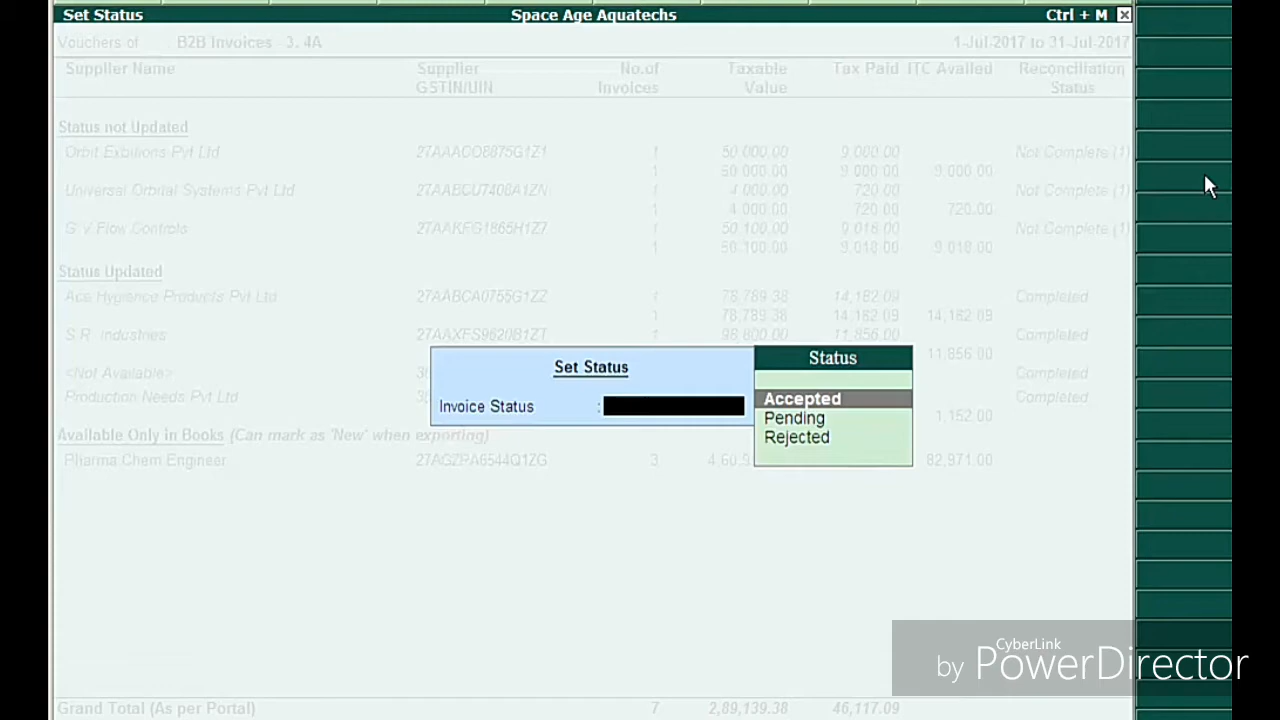 Set Status Space Age Aquatechs Ctrl + M
Vouchers of B2B Invoices - 3, 4A 1-Jul-2017 to 31-Jul-2017
Supplier Name Supplier No.of Taxable Tax Paid ITC Availed Reconciliation
GSTIN/UIN Invoices Value Status
Status not Updated
Pvt Ltd 1 50,000.00 9,000.00 Not Complete (1)
1 50,000.00 9,000.00 9,000.00
Universal Orbital Systems Pvt Ltd 1 4,000.00 720.00 Not Complete (1)
1 4,000.00 720.00 720.00
Flow Controls 27AAKFG1865H1Z7 1 50,100.00 9,018.00 Not Complete (1)
1 50,100.00 9,018.00 9,018.00
Status Updated
Ace Hygience Products Pvt Ltd 27AABCA0755G1ZZ 1 78,789.38 14,182.09 Completed
1 78,789.38 14,182.09 14,182.09
S.R. Industries 1 98,800.00 11,856.00 Completed
11,856.00
<Not Available> Completed
Production Needs Pvt Ltd Completed
1,152.00
Available Only in Books (Can mark as 'New' when exporting)
Pharma Chem Engineer 27AGZPA6544Q1ZG 3 82,971.00
Set Status
Invoice Status :
Status
Accepted
Pending
Rejected
Grand Total (As per Portal) 7 2,89,139.38 46,117.09
CyberLink
by PowerDirector